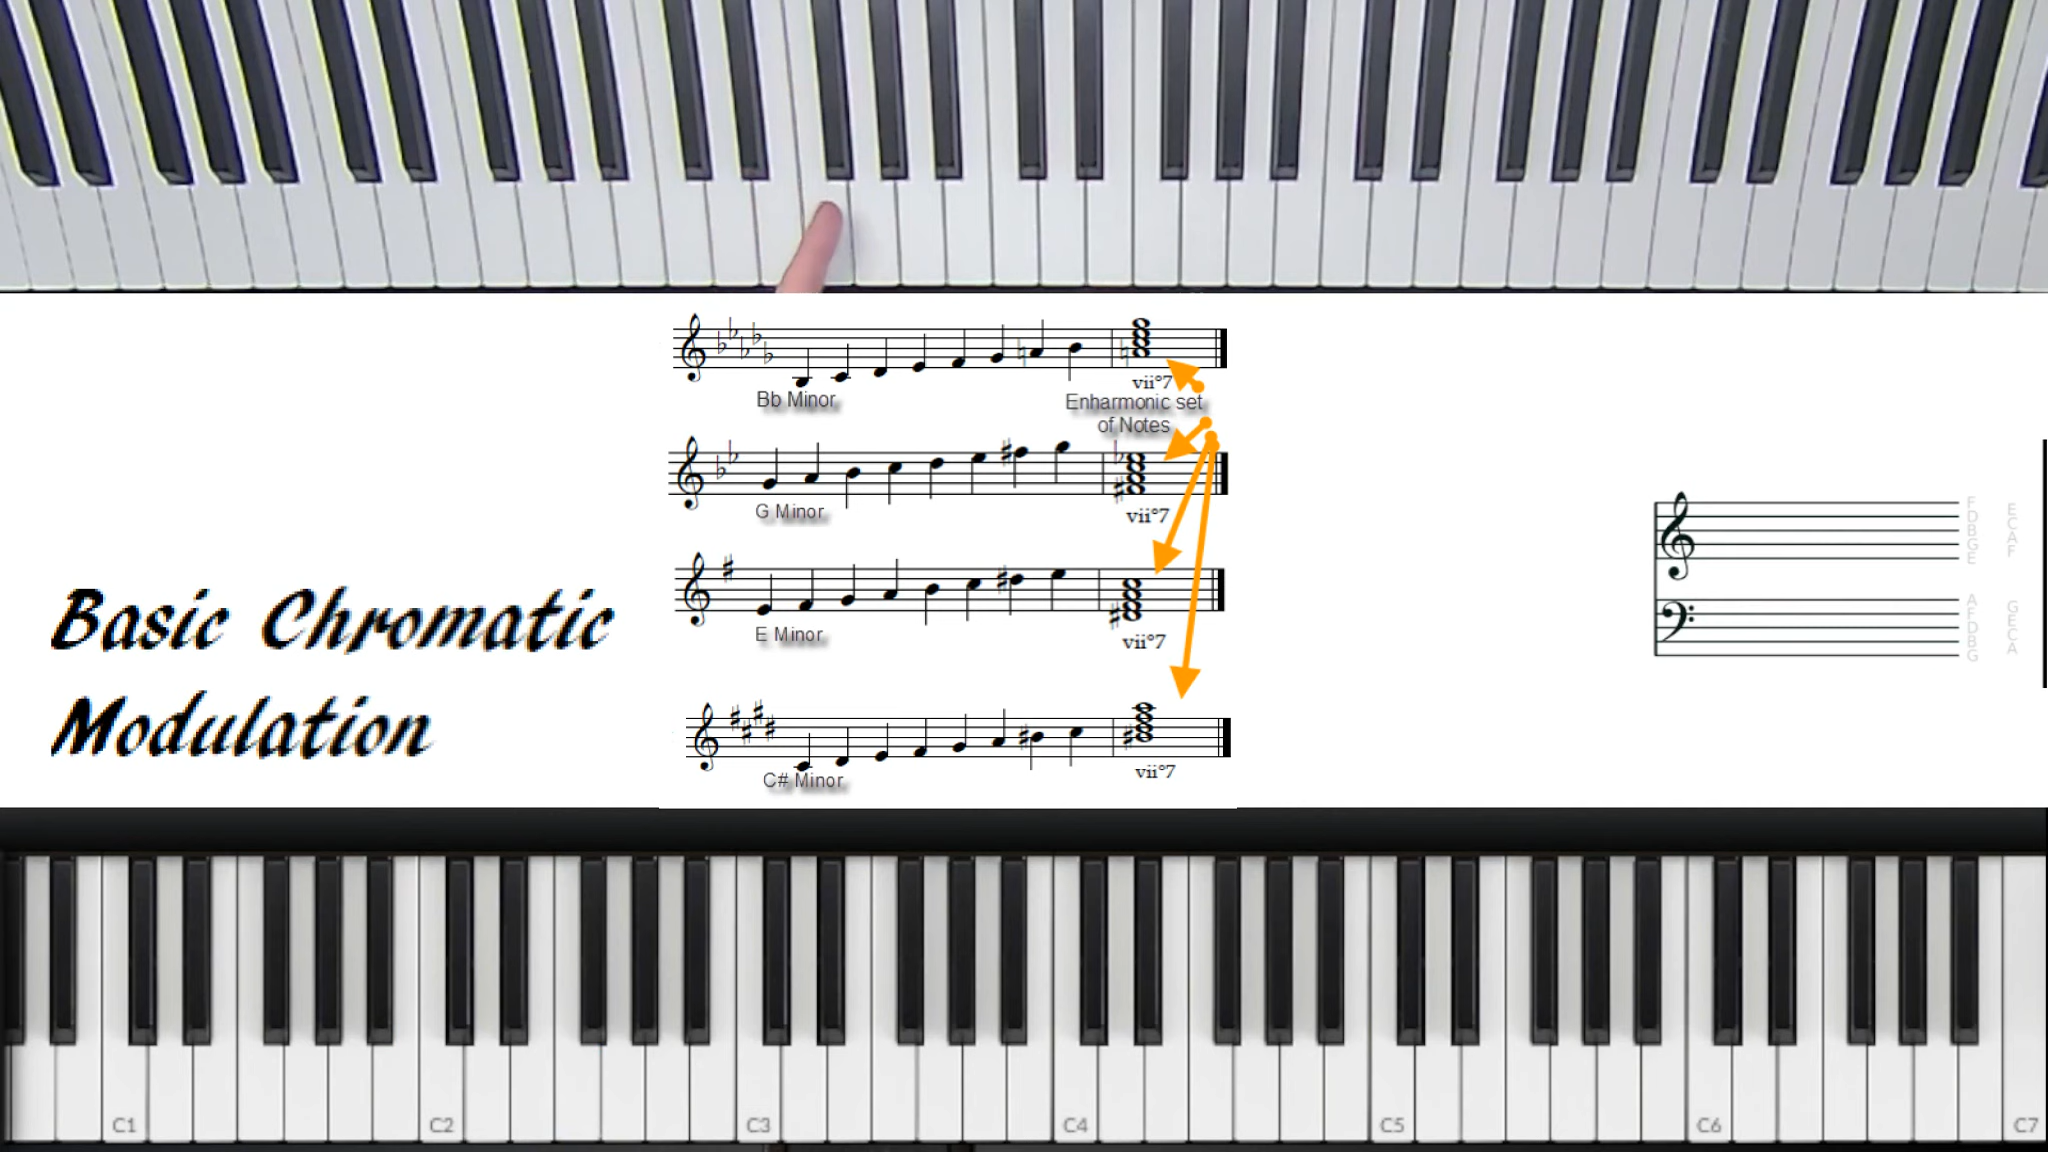 vii°7
Bb Minor
Enharmonic set
of Notes
G Minor
vii°7
Basic Chromatic
Modulation
E Minor
vii°7
C# Minor
vii°7
F
D
B
G
E
E
C
A
F
A
F
D
B
G
G
E
C
A
C1
C2
C3
C4
C5
C6
C7